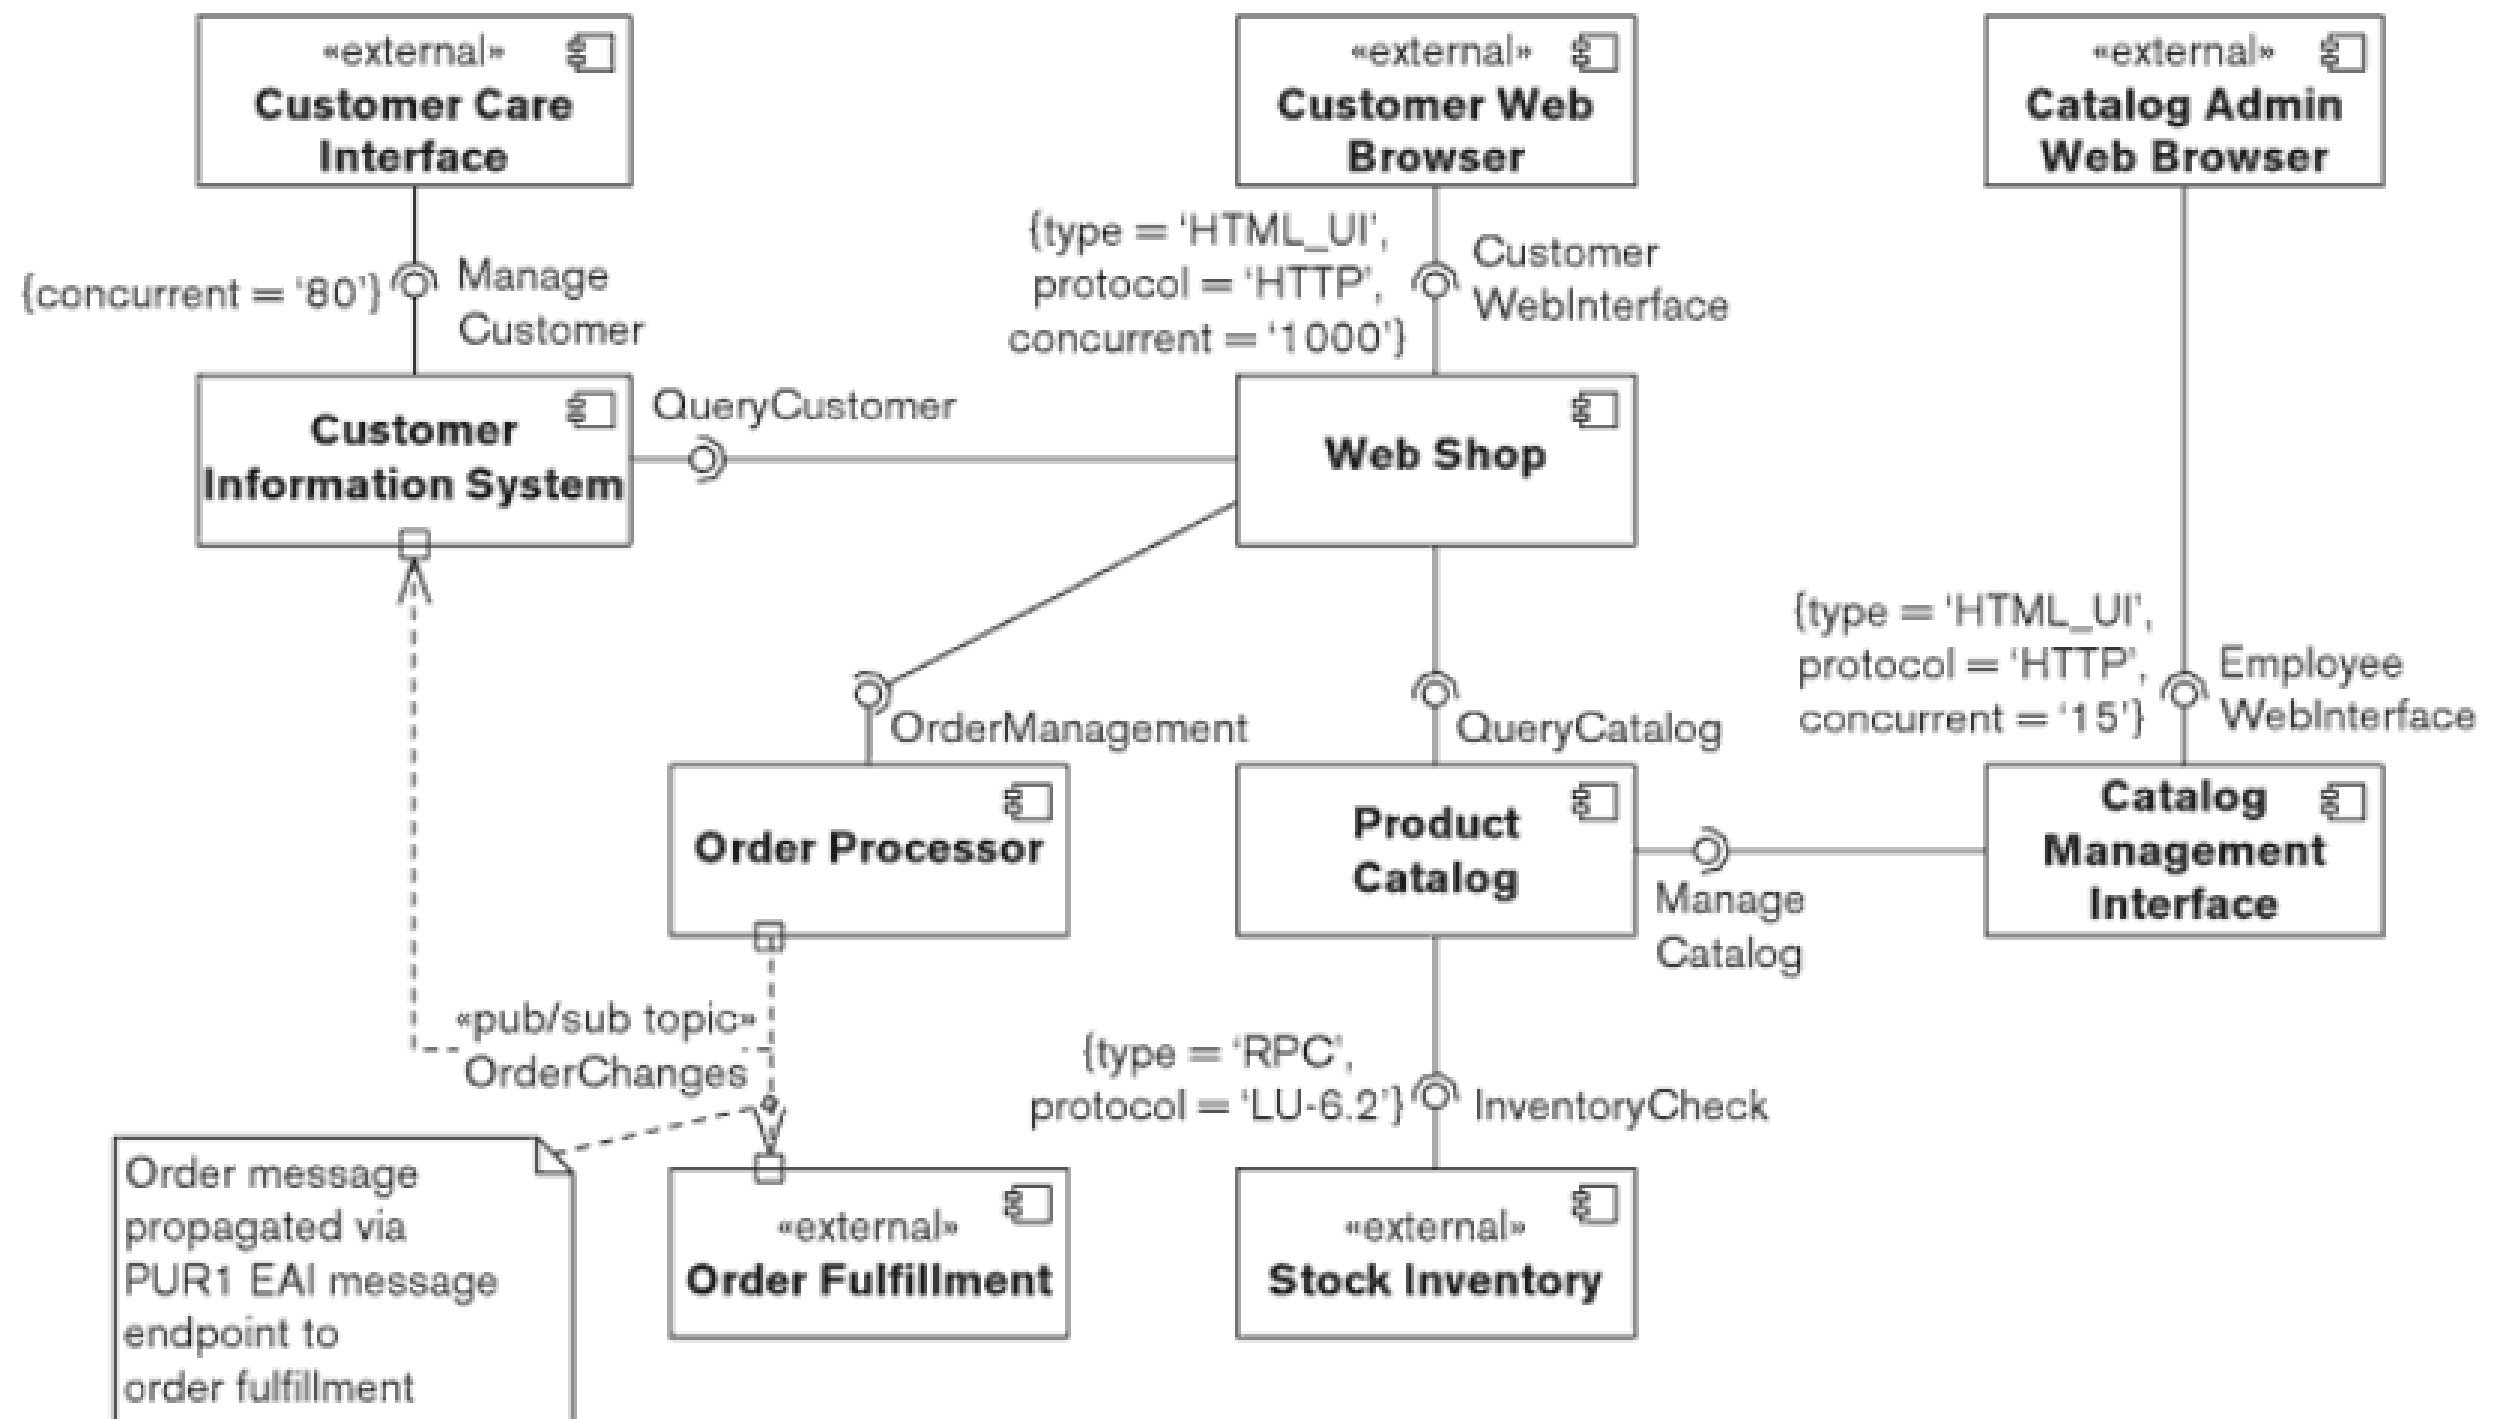 «external»
Customer Care
Interface
«external»
Customer Web
Browser
«external»
Catalog Admin
Web Browser
{concurrent = ‘80’}
Manage
Customer
{type = ‘HTML_UI’,
protocol = ‘HTTP’,
concurrent = ‘1000’}
Customer
WebInterface
Customer
Information System
QueryCustomer
Web Shop
{type = ‘HTML_UI’,
protocol = ‘HTTP’,
concurrent = ‘15’}
Employee
WebInterface
OrderManagement
QueryCatalog
Order Processor
Product
Catalog
Manage
Catalog
Catalog
Management
Interface
«pub/sub topic»
OrderChanges
{type = ‘RPC’,
protocol = ‘LU-6.2’}
InventoryCheck
Order message
propagated via
PUR1 EAI message
endpoint to
order fulfillment
«external»
Order Fulfillment
«external»
Stock Inventory